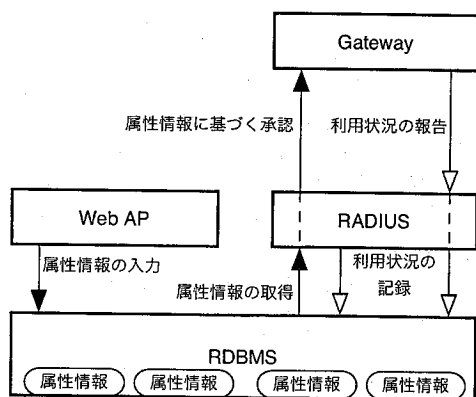 Gateway
属性情報に基づく承認
利用状況の報告
Web AP
RADIUS
属性情報の入力
属性情報の取得
利用状況の
記録
RDBMS
属性情報
属性情報
属性情報
属性情報